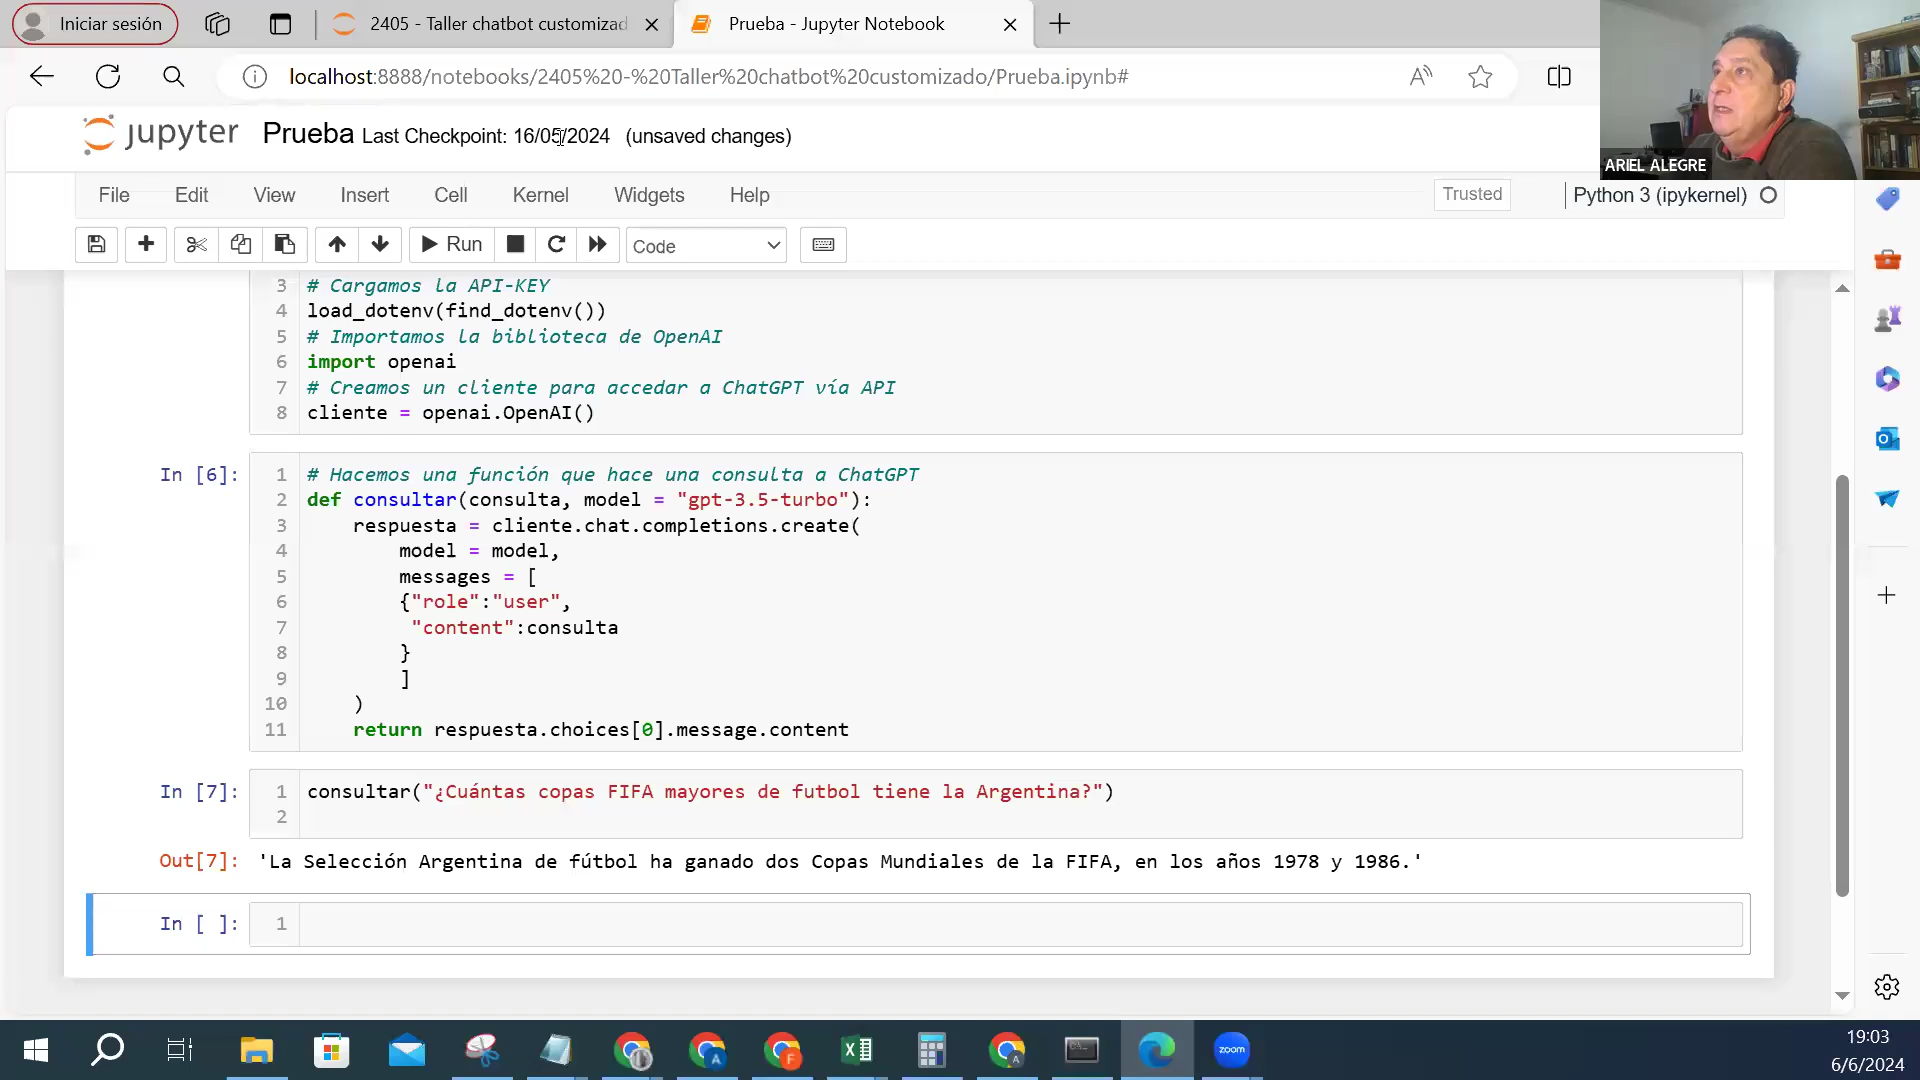 Iniciar sesión
2405 - Taller chatbot customizad
Prueba - Jupyter Notebook
localhost:8888/notebooks/2405%20-%20Taller%20chatbot%20customizado/Prueba.ipynb#
ARIEL ALEGRE
jupyter Prueba Last Checkpoint: 16/05/2024 (unsaved changes)
File Edit View Insert Cell Kernel Widgets Help Trusted Python 3 (ipykernel)
Run Code
3 # Cargamos la API-KEY
4 load_dotenv(find_dotenv())
5 # Importamos la biblioteca de OpenAI
6 import openai
7 # Creamos un cliente para accedar a ChatGPT vía API
8 cliente = openai.OpenAI()
In [6]: 1 # Hacemos una función que hace una consulta a ChatGPT
2 def consultar(consulta, model = "gpt-3.5-turbo"):
3 respuesta = cliente.chat.completions.create(
4 model = model,
5 messages = [
6 {"role":"user",
7 "content":consulta
8 }
9 ]
10 )
11 return respuesta.choices[0].message.content
In [7]: 1 consultar("¿Cuántas copas FIFA mayores de futbol tiene la Argentina?")
2
Out[7]: 'La Selección Argentina de fútbol ha ganado dos Copas Mundiales de la FIFA, en los años 1978 y 1986.'
In [ ]: 1
zoom
19:03
6/6/2024